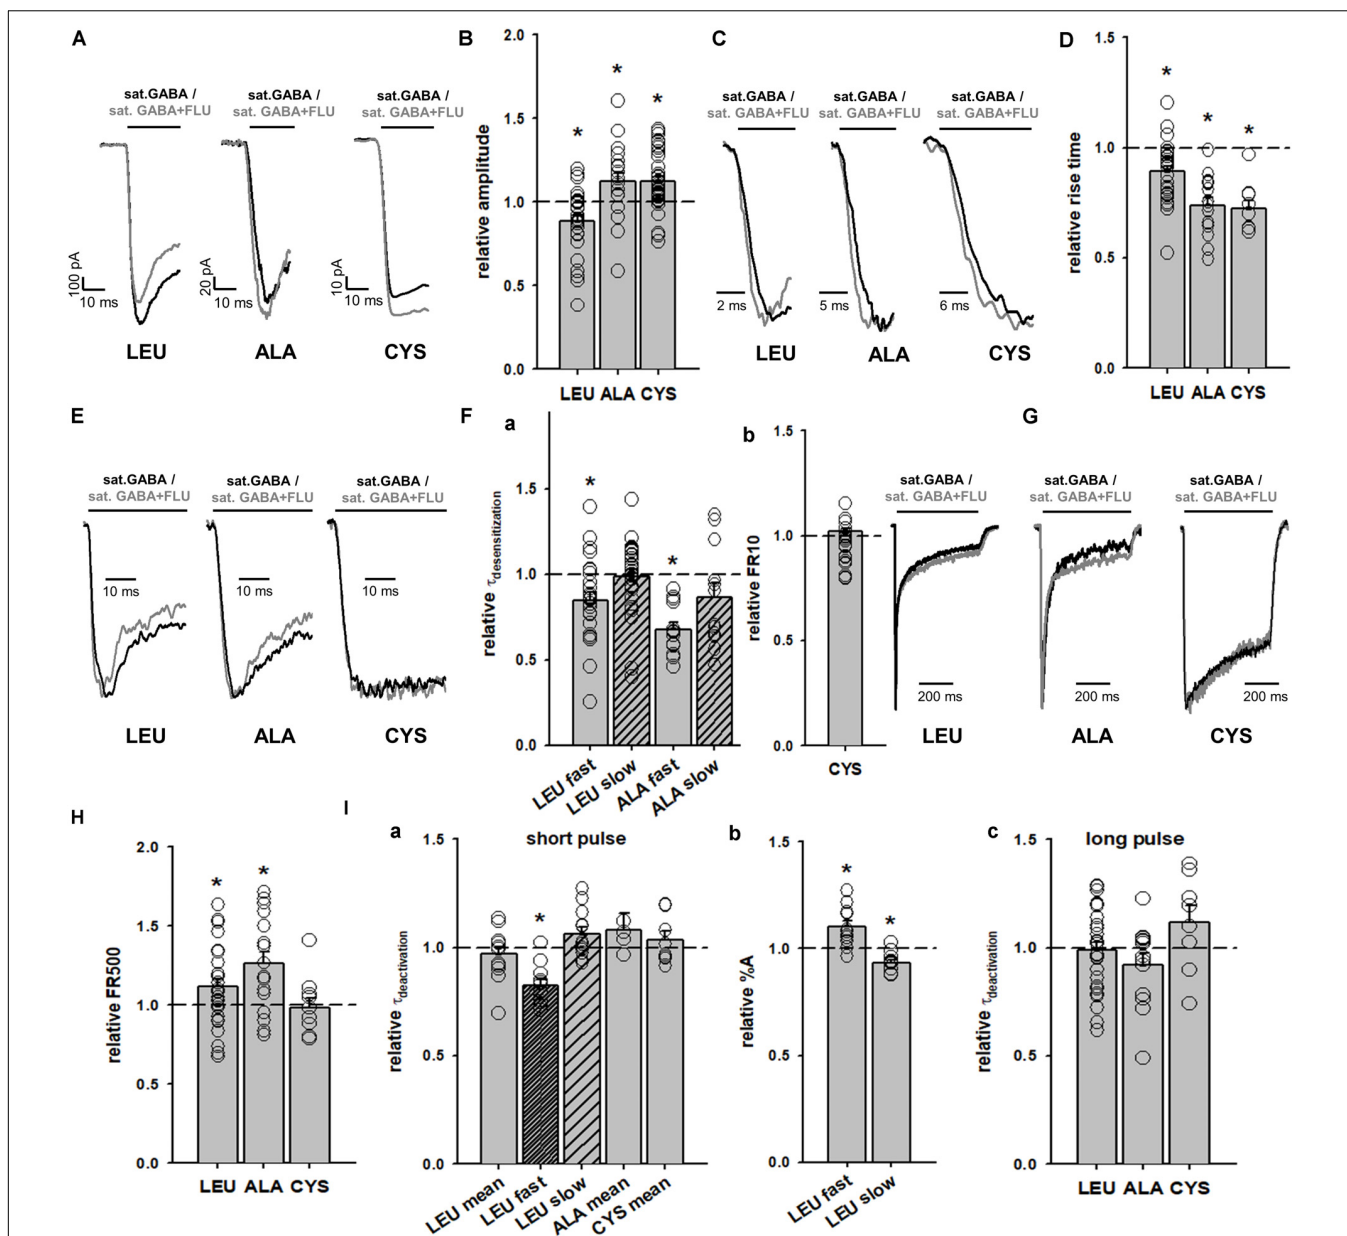 A
sat.GABA /
sat. GABA+FLU
sat.GABA /
sat. GABA+FLU
sat.GABA /
sat. GABA+FLU
100 pA
10 ms
20 pA
10 ms
10 pA
10 ms
LEU
ALA
CYS
B
relative amplitude
2.0
1.5
1.0
0.5
0.0
*
*
*
LEU ALA CYS
C
sat.GABA /
sat. GABA+FLU
sat.GABA /
sat. GABA+FLU
sat.GABA /
sat. GABA+FLU
2 ms
5 ms
6 ms
LEU
ALA
CYS
D
relative rise time
1.5
1.0
0.5
0.0
*
*
*
LEU ALA CYS
E
sat.GABA /
sat. GABA+FLU
sat.GABA /
sat. GABA+FLU
sat.GABA /
sat. GABA+FLU
10 ms
10 ms
10 ms
LEU
ALA
CYS
F
a
relative τdesensitization
1.5
1.0
0.5
0.0
*
*
LEU fast
LEU slow
ALA fast
ALA slow
b
relative FR10
1.5
1.0
0.5
0.0
CYS
G
sat.GABA /
sat. GABA+FLU
sat.GABA /
sat. GABA+FLU
sat.GABA /
sat. GABA+FLU
200 ms
200 ms
200 ms
LEU
ALA
CYS
H
relative FR500
2.0
1.5
1.0
0.5
0.0
*
*
LEU ALA CYS
I
a
short pulse
relative τdeactivation
1.5
1.0
0.5
0.0
*
LEU mean
LEU fast
LEU slow
ALA mean
CYS mean
b
relative %A
1.5
1.0
0.5
0.0
*
*
LEU fast
LEU slow
c
long pulse
relative τdeactivation
1.5
1.0
0.5
0.0
LEU ALA CYS